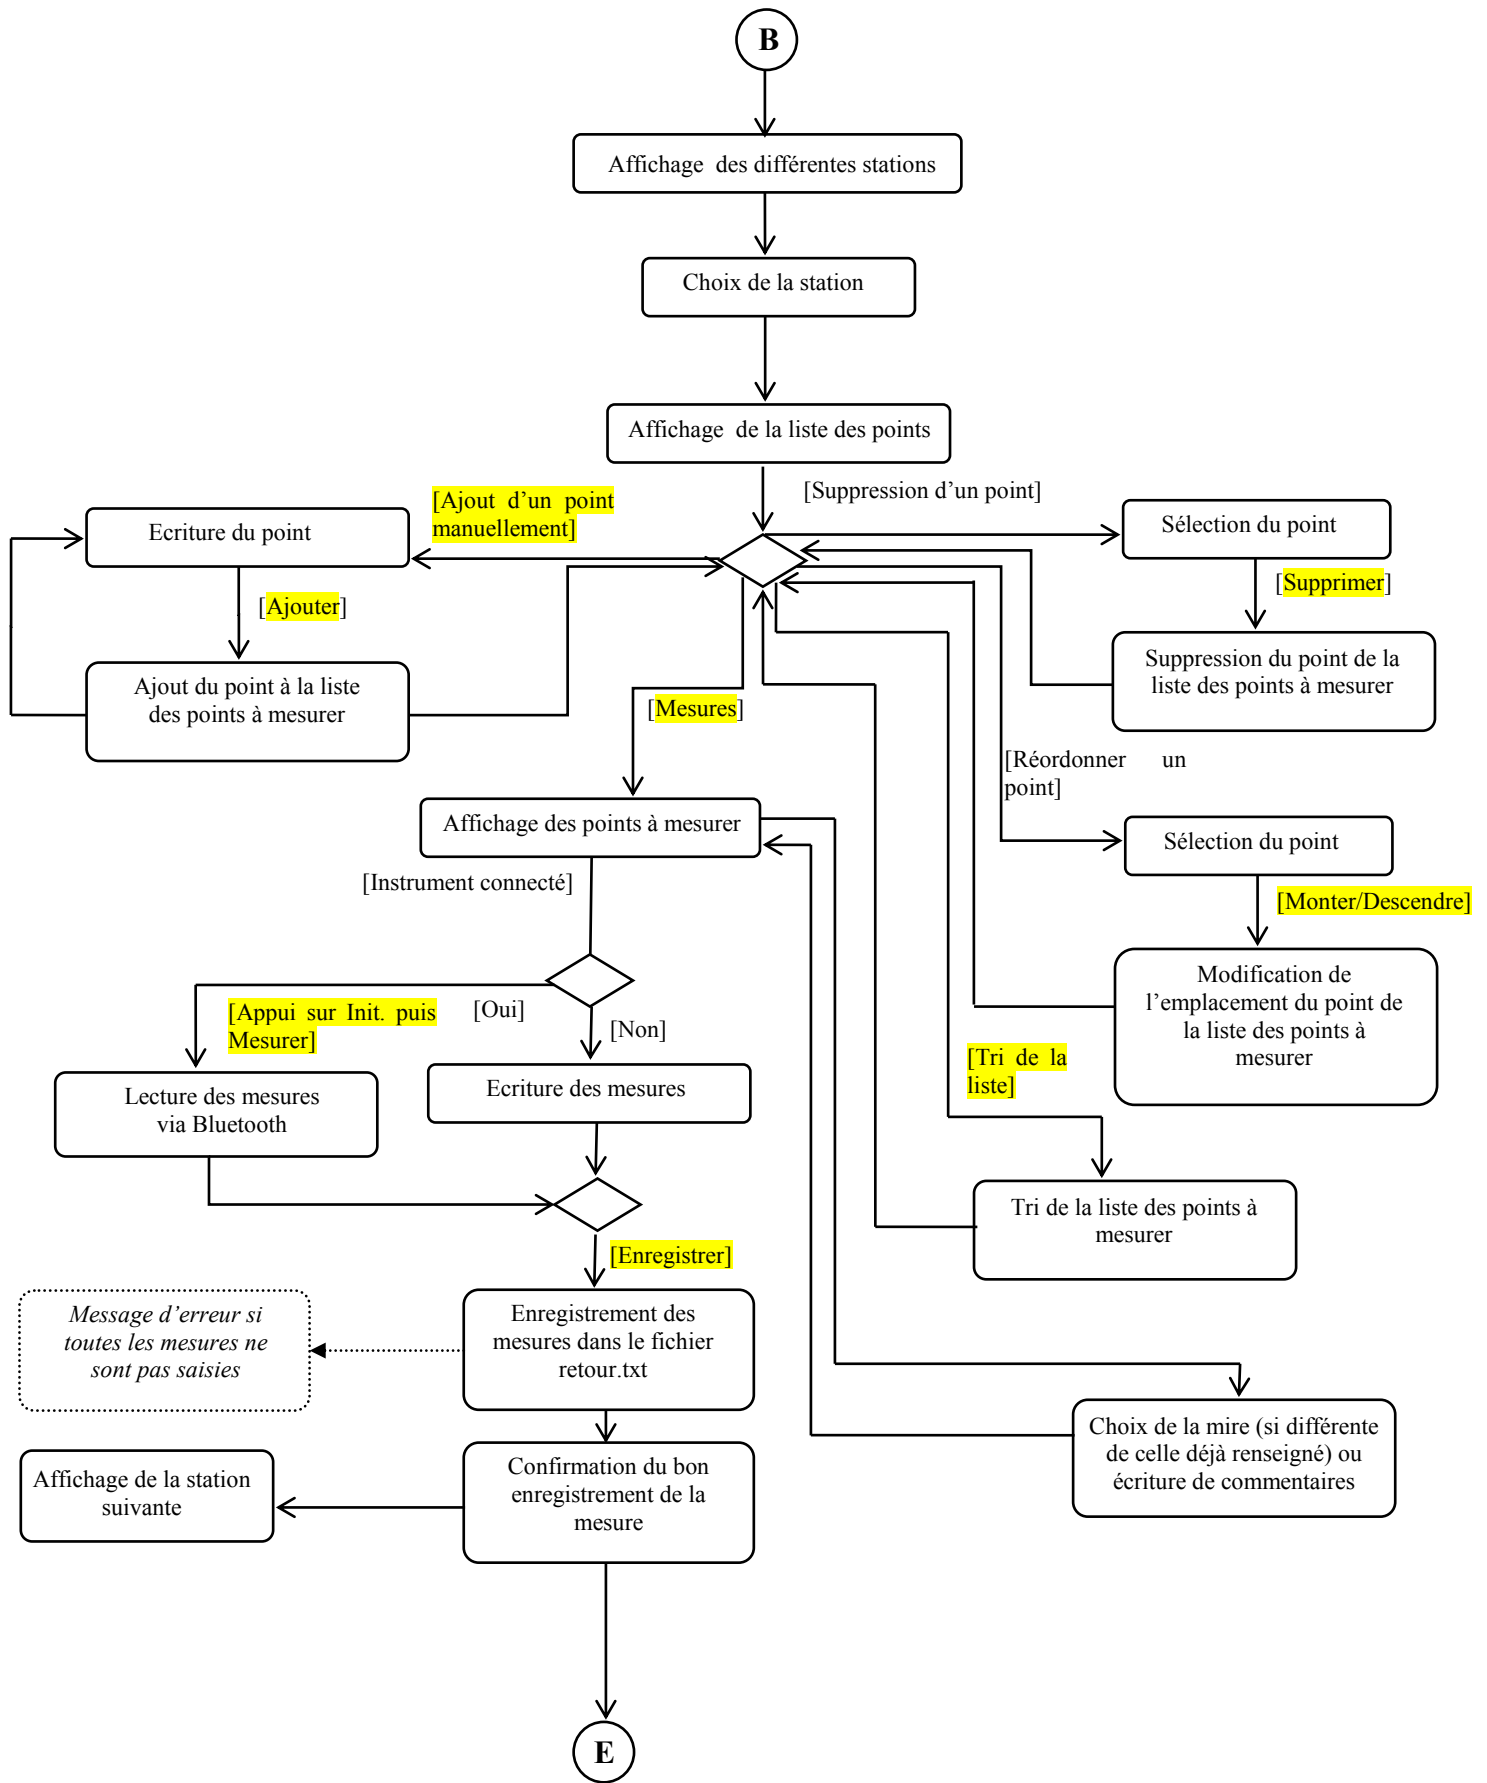 B
Affichage des différentes stations
Choix de la station
Affichage de la liste des points
[Suppression d'un point]
[Ajout d'un point
manuellement]
Ecriture du point
Sélection du point
[Ajouter]
[Supprimer]
Ajout du point à la liste
des points à mesurer
Suppression du point de la
liste des points à mesurer
[Mesures]
[Réordonner un
point]
Affichage des points à mesurer
Sélection du point
[Instrument connecté]
[Monter/Descendre]
Modification de
l'emplacement du point de
la liste des points à
mesurer
[Appui sur Init. puis
Mesurer]
[Oui]
[Non]
[Tri de la
liste]
Lecture des mesures
via Bluetooth
Ecriture des mesures
Tri de la liste des points à
mesurer
[Enregistrer]
Message d'erreur si
toutes les mesures ne
sont pas saisies
Enregistrement des
mesures dans le fichier
retour.txt
Choix de la mire (si différente
de celle déjà renseigné) ou
écriture de commentaires
Affichage de la station
suivante
Confirmation du bon
enregistrement de la
mesure
E